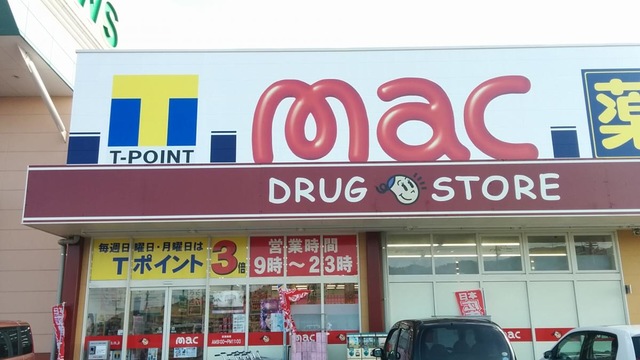 WS
T-POINT
mac
薬
DRUG STORE
毎週日曜日・月曜日は
Tポイント
3倍
営業時間
9時〜23時
日本
mac
mac
mac